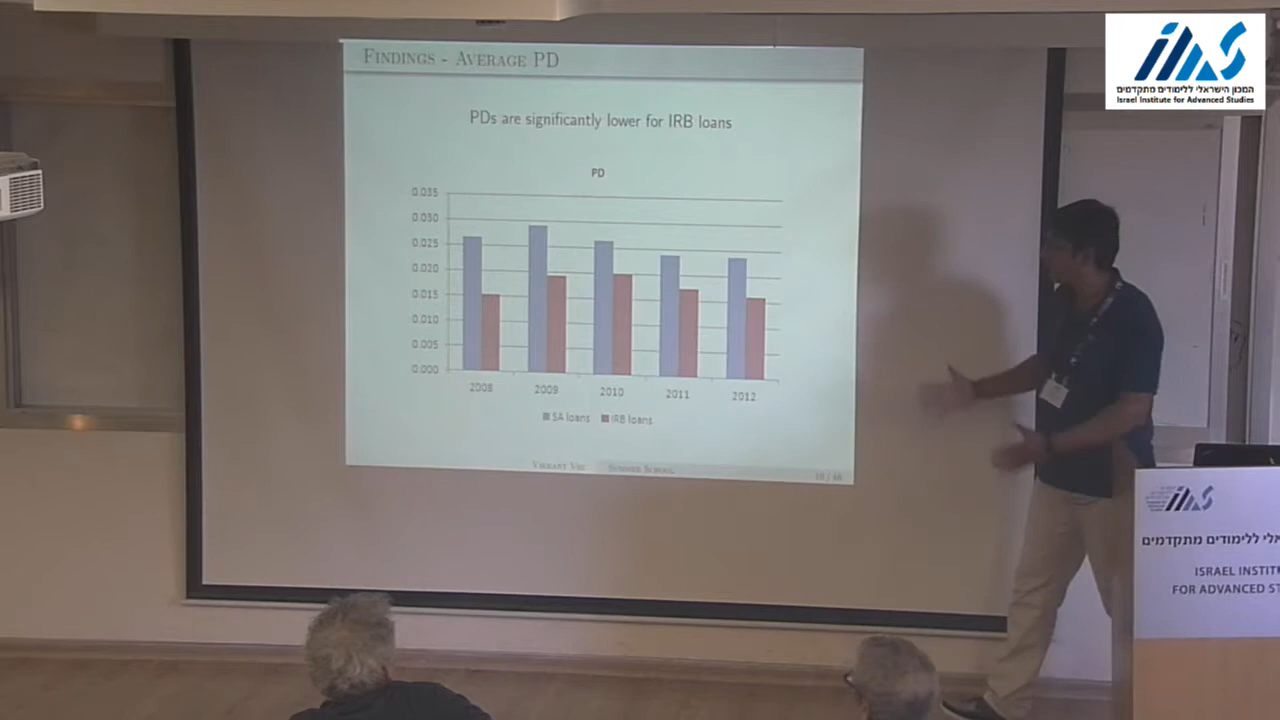 FINDINGS - AVERAGE PD
PDs are significantly lower for IRB loans
PD
0.035
0.030
0.025
0.020
0.015
0.010
0.005
0.000
2008
2009
2010
2011
2012
SA loans
IRB loans
VIKRANT VIG
SUMMER SCHOOL
המכון הישראלי ללימודים מתקדמים
Israel Institute for Advanced Studies
ללימודים מתקדמים
ISRAEL INSTIT
FOR ADVANCED ST